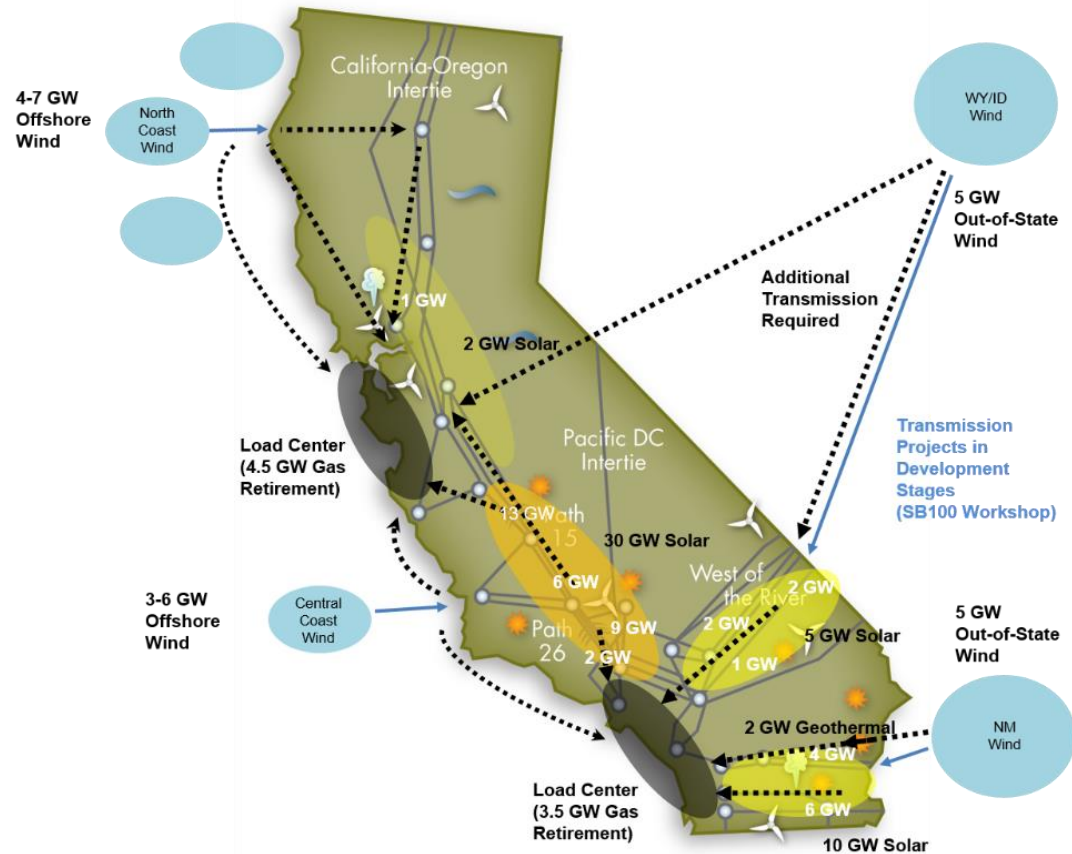 California-Oregon
Intertie
4-7 GW
Offshore
Wind
North
Coast
Wind
WY/ID
Wind
5 GW
Out-of-State
Wind
Additional
Transmission
Required
1 GW
2 GW Solar
Load Center
(4.5 GW Gas
Retirement)
Pacific DC
Intertie
Transmission
Projects in
Development
Stages
(SB100 Workshop)
13 GW
Path
15
30 GW Solar
6 GW
West of
the River
2 GW
3-6 GW
Offshore
Wind
Central
Coast
Wind
Path
26
9 GW
2 GW
2 GW
1 GW
5 GW Solar
5 GW
Out-of-State
Wind
2 GW Geothermal
4 GW
NM
Wind
Load Center
(3.5 GW Gas
Retirement)
6 GW
10 GW Solar